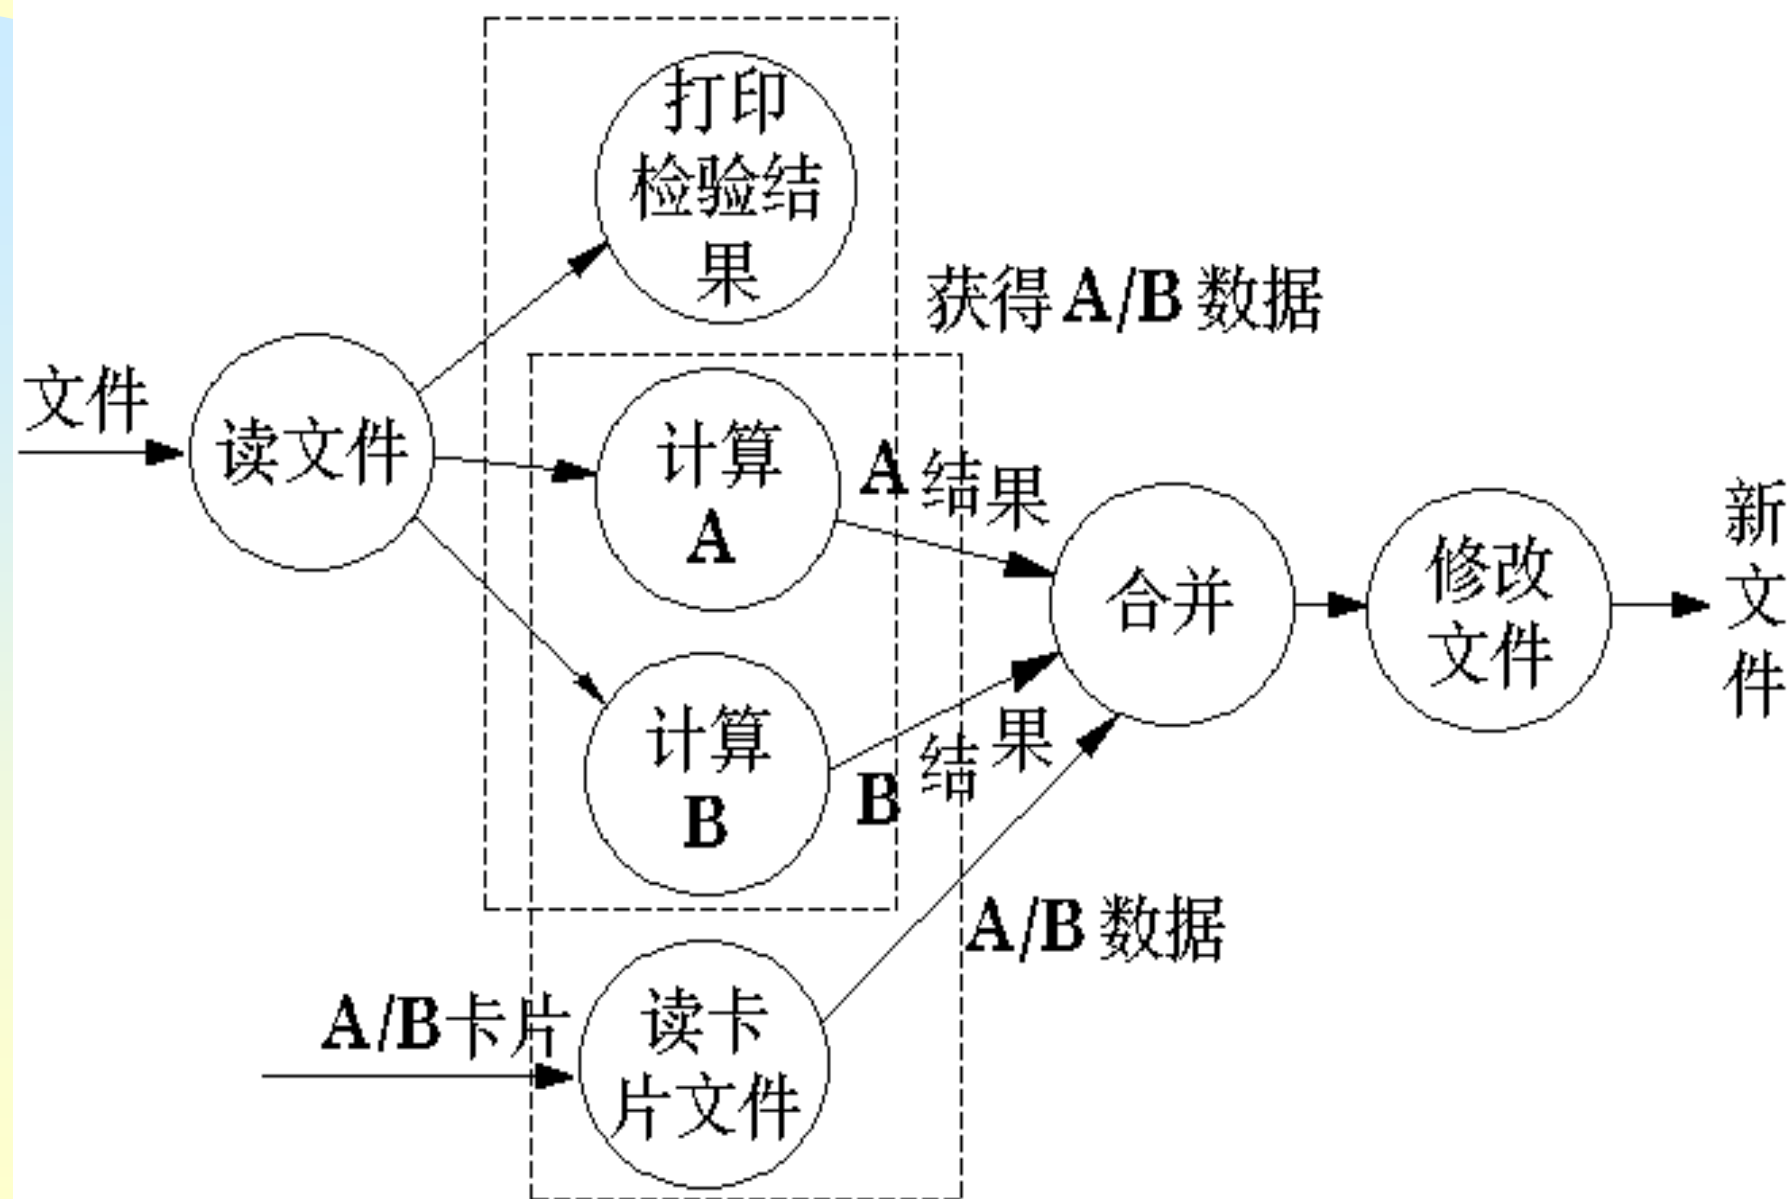 打印
检验结
果
获得A/B数据
文件
读文件
计算
A
A结果
合并
修改
文件
新
文
件
计算
B
B结果
A/B数据
A/B卡片
读卡
片文件